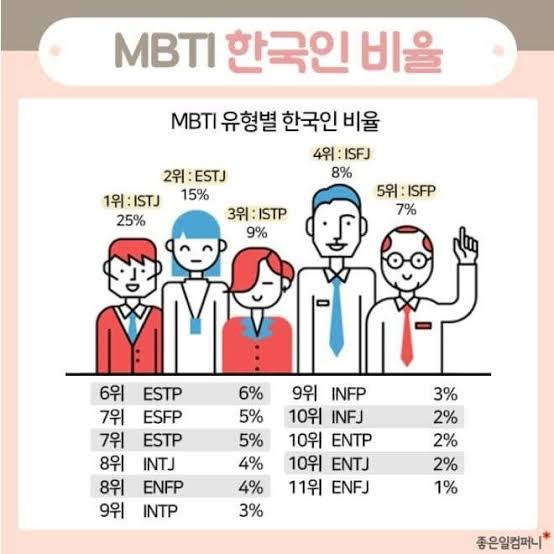 MBTI 한국인 비율
MBTI 유형별 한국인 비율
1위 : ISTJ
25%
2위 : ESTJ
15%
3위 : ISTP
9%
4위 : ISFJ
8%
5위 : ISFP
7%
6위 ESTP 6%
7위 ESFP 5%
7위 ESTP 5%
8위 INTJ 4%
8위 ENFP 4%
9위 INTP 3%
9위 INFP 3%
10위 INFJ 2%
10위 ENTP 2%
10위 ENTJ 2%
11위 ENFJ 1%
좋은일컴퍼니